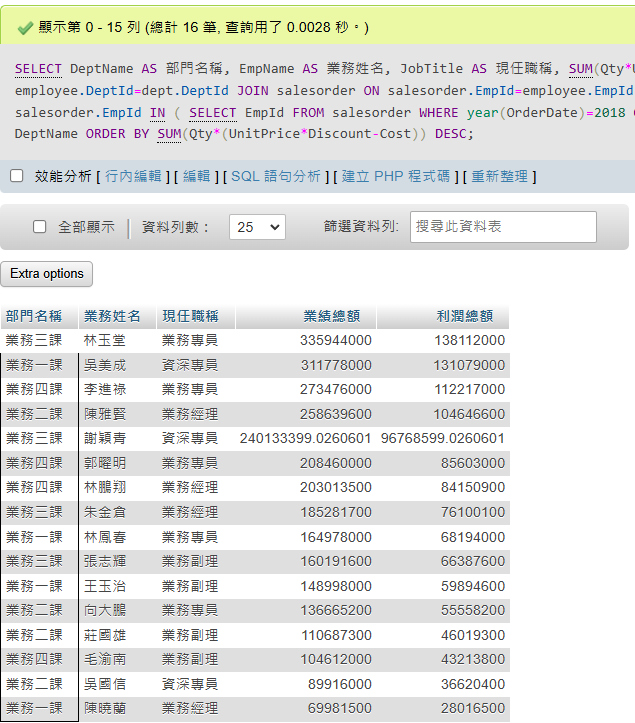 顯示第 0 - 15 列 (總計 16 筆, 查詢用了 0.0028 秒。)
SELECT DeptName AS 部門名稱, EmpName AS 業務姓名, JobTitle AS 現任職稱, SUM(Qty*
employee.DeptId=dept.DeptId JOIN salesorder ON salesorder.EmpId=employee.EmpId
salesorder.EmpId IN ( SELECT EmpId FROM salesorder WHERE year(OrderDate)=2018
DeptName ORDER BY SUM(Qty*(UnitPrice*Discount-Cost)) DESC;
效能分析 [ 行內編輯 ] [ 編輯 ] [ SQL 語句分析 ] [ 建立 PHP 程式碼 ] [ 重新整理 ]
全部顯示 | 資料列數: 25 篩選資料列: 搜尋此資料表
Extra options
部門名稱 業務姓名 現任職稱 業績總額 利潤總額
業務三課 林玉堂 業務專員 335944000 138112000
業務一課 吳美成 資深專員 311778000 131079000
業務四課 李進祿 業務專員 273476000 112217000
業務二課 陳雅賢 業務經理 258639600 104646600
業務三課 謝穎青 資深專員 240133399.0260601 96768599.0260601
業務四課 郭曜明 業務專員 208460000 85603000
業務四課 林鵬翔 業務經理 203013500 84150900
業務三課 朱金倉 業務經理 185281700 76100100
業務一課 林鳳春 業務專員 164978000 68194000
業務三課 張志輝 業務副理 160191600 66387600
業務一課 王玉治 業務副理 148998000 59894600
業務二課 向大鵬 業務專員 136665200 55558200
業務二課 莊國雄 業務副理 110687300 46019300
業務四課 毛渝南 業務副理 104612000 43213800
業務二課 吳國信 資深專員 89916000 36620400
業務一課 陳曉蘭 業務經理 69981500 28016500